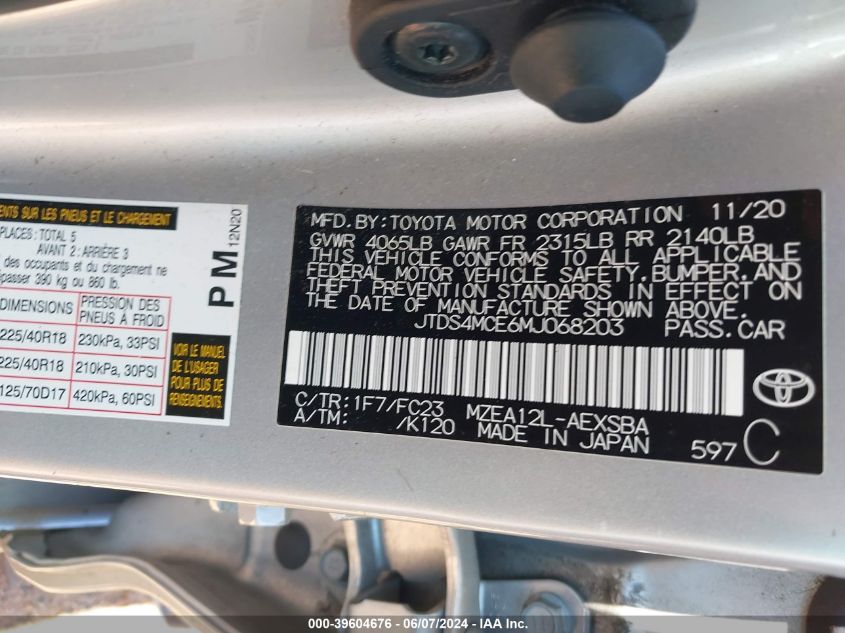 ENTS SUR LES PNEUS ET LE CHARGEMENT
PLACES: TOTAL 5
AVANT 2: ARRIÈRE 3
des occupants et du chargement ne
épasser 390 kg ou 860 lb.
DIMENSIONS PRESSION DES PNEUS À FROID
225/40R18 230kPa, 33PSI
225/40R18 210kPa, 30PSI
125/70D17 420kPa, 60PSI
VOIR LE MANUEL
DE L'USAGER
POUR PLUS DE
RENSEIGNEMENTS
PM
12N20
MFD. BY: TOYOTA MOTOR CORPORATION 11/20
GVWR 4065LB GAWR FR 2315LB RR 2140LB
THIS VEHICLE CONFORMS TO ALL APPLICABLE
FEDERAL MOTOR VEHICLE SAFETY, BUMPER, AND
THEFT PREVENTION STANDARDS IN EFFECT ON
THE DATE OF MANUFACTURE SHOWN ABOVE.
JTDS4MCE6MJ068203 PASS. CAR
C/TR: 1F7/FC23 MZEA12L-AEXSBA
A/TM: /K120 MADE IN JAPAN
597 C
000-39604676 - 06/07/2024 - IAA Inc.